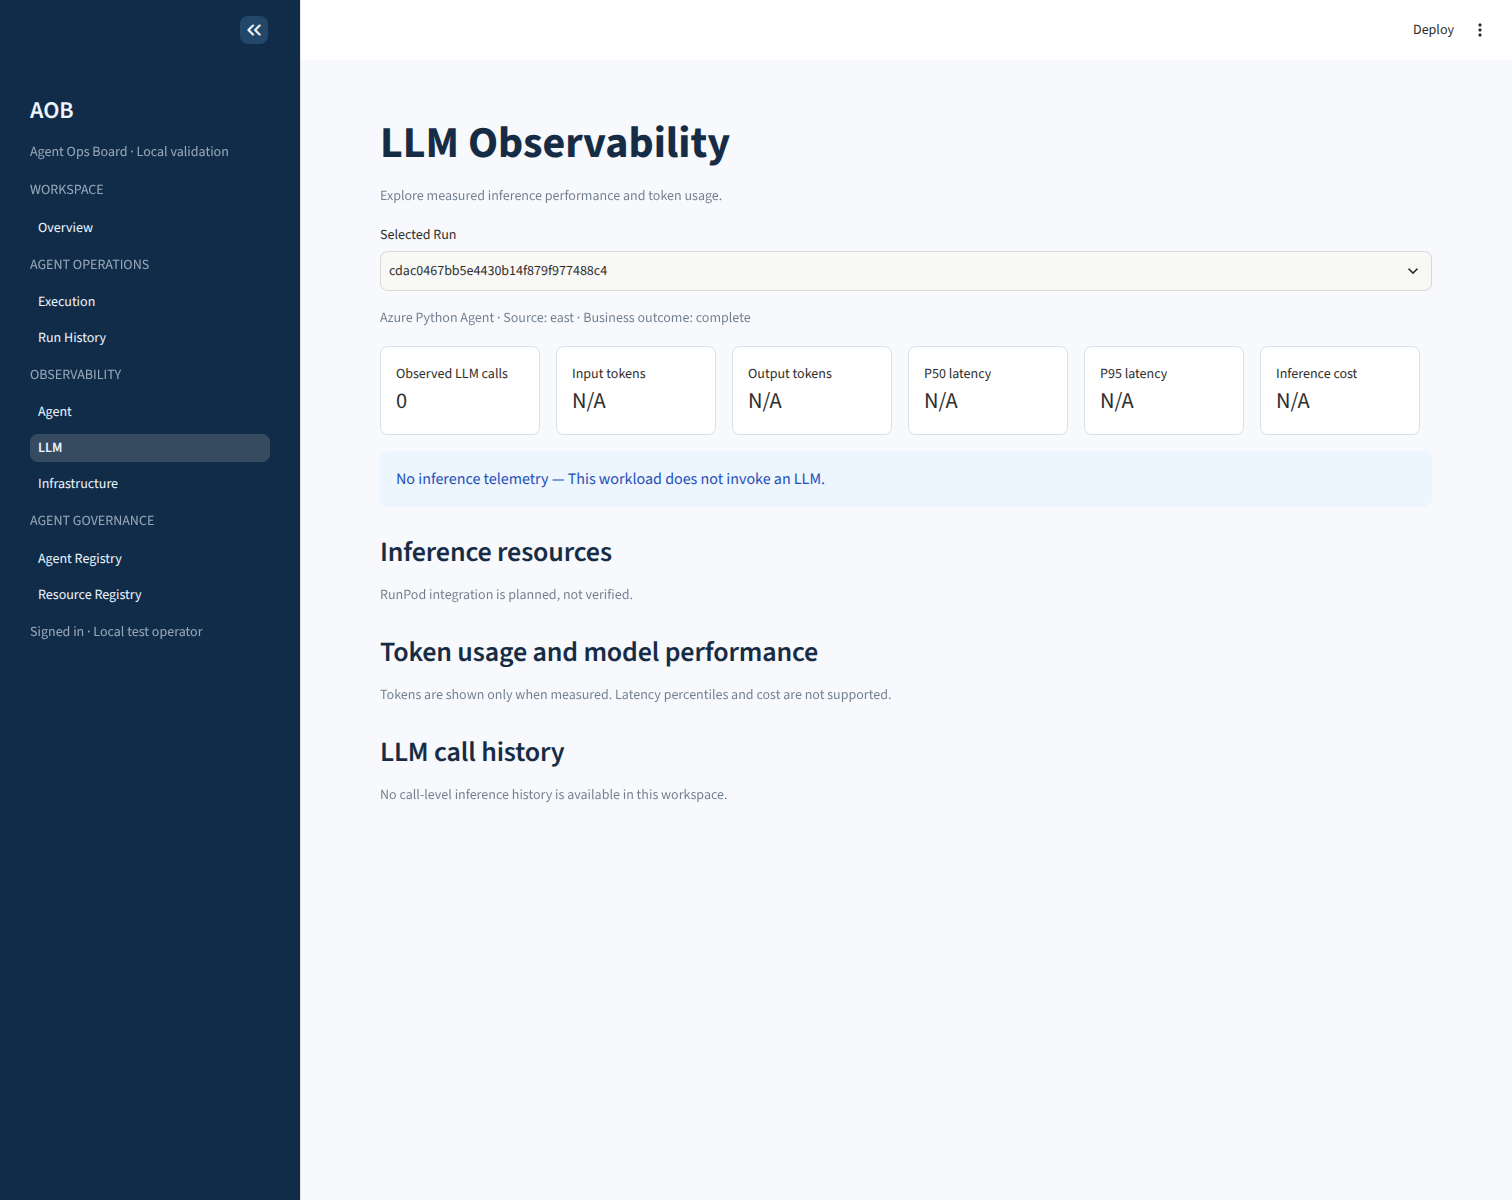 Deploy
AOB
Agent Ops Board · Local validation
WORKSPACE
Overview
AGENT OPERATIONS
Execution
Run History
OBSERVABILITY
Agent
LLM
Infrastructure
AGENT GOVERNANCE
Agent Registry
Resource Registry
Signed in · Local test operator
LLM Observability
Explore measured inference performance and token usage.
Selected Run
cdac0467bb5e4430b14f879f977488c4
Azure Python Agent · Source: east · Business outcome: complete
Observed LLM calls
0
Input tokens
N/A
Output tokens
N/A
P50 latency
N/A
P95 latency
N/A
Inference cost
N/A
No inference telemetry — This workload does not invoke an LLM.
Inference resources
RunPod integration is planned, not verified.
Token usage and model performance
Tokens are shown only when measured. Latency percentiles and cost are not supported.
LLM call history
No call-level inference history is available in this workspace.